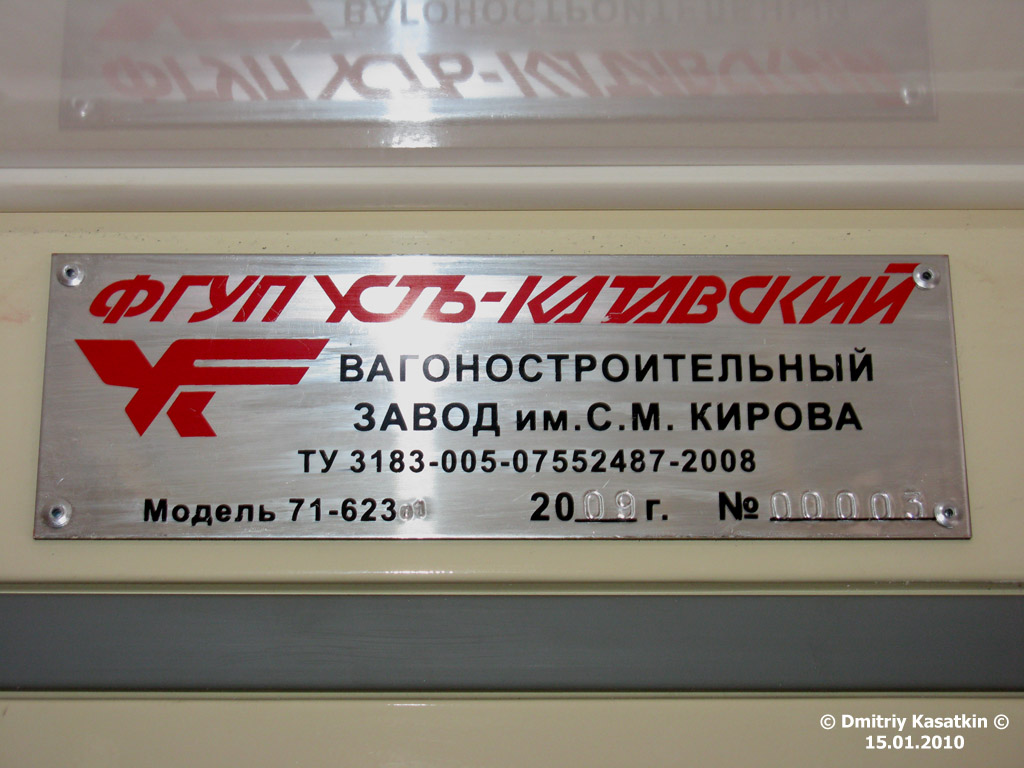 ФГУП УСТЬ-КАТАВСКИЙ
ВАГОНОСТРОИТЕЛЬНЫЙ
ЗАВОД им. С.М. КИРОВА
ТУ 3183-005-07552487-2008
Модель 71-623 01 2009 г. № 00003
© Dmitriy Kasatkin ©
15.01.2010